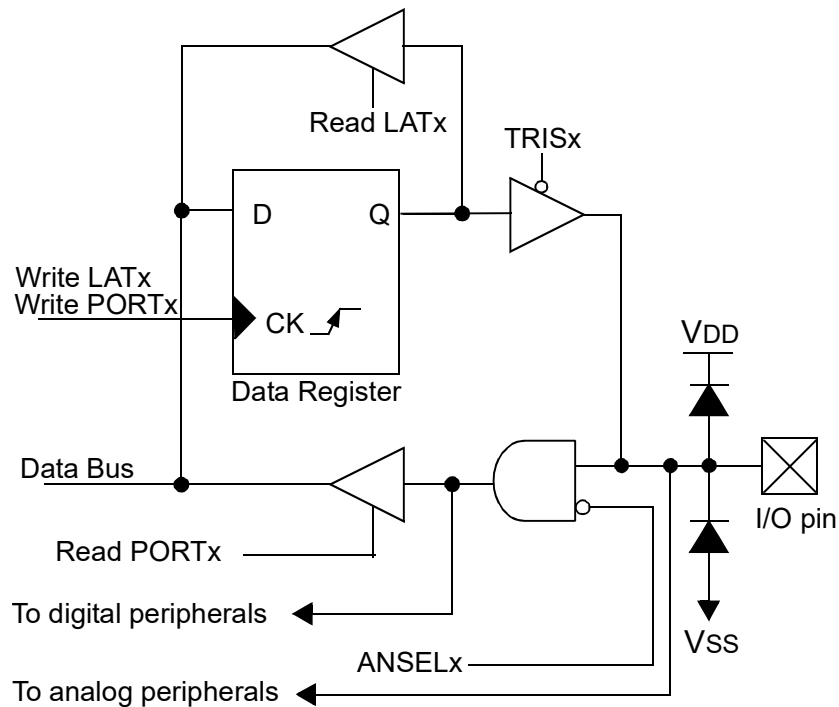 Read LATx
TRISx
D
Q
Write LATx
Write PORTx
CK
Data Register
VDD
Data Bus
I/O pin
Read PORTx
To digital peripherals
VSS
ANSELx
To analog peripherals